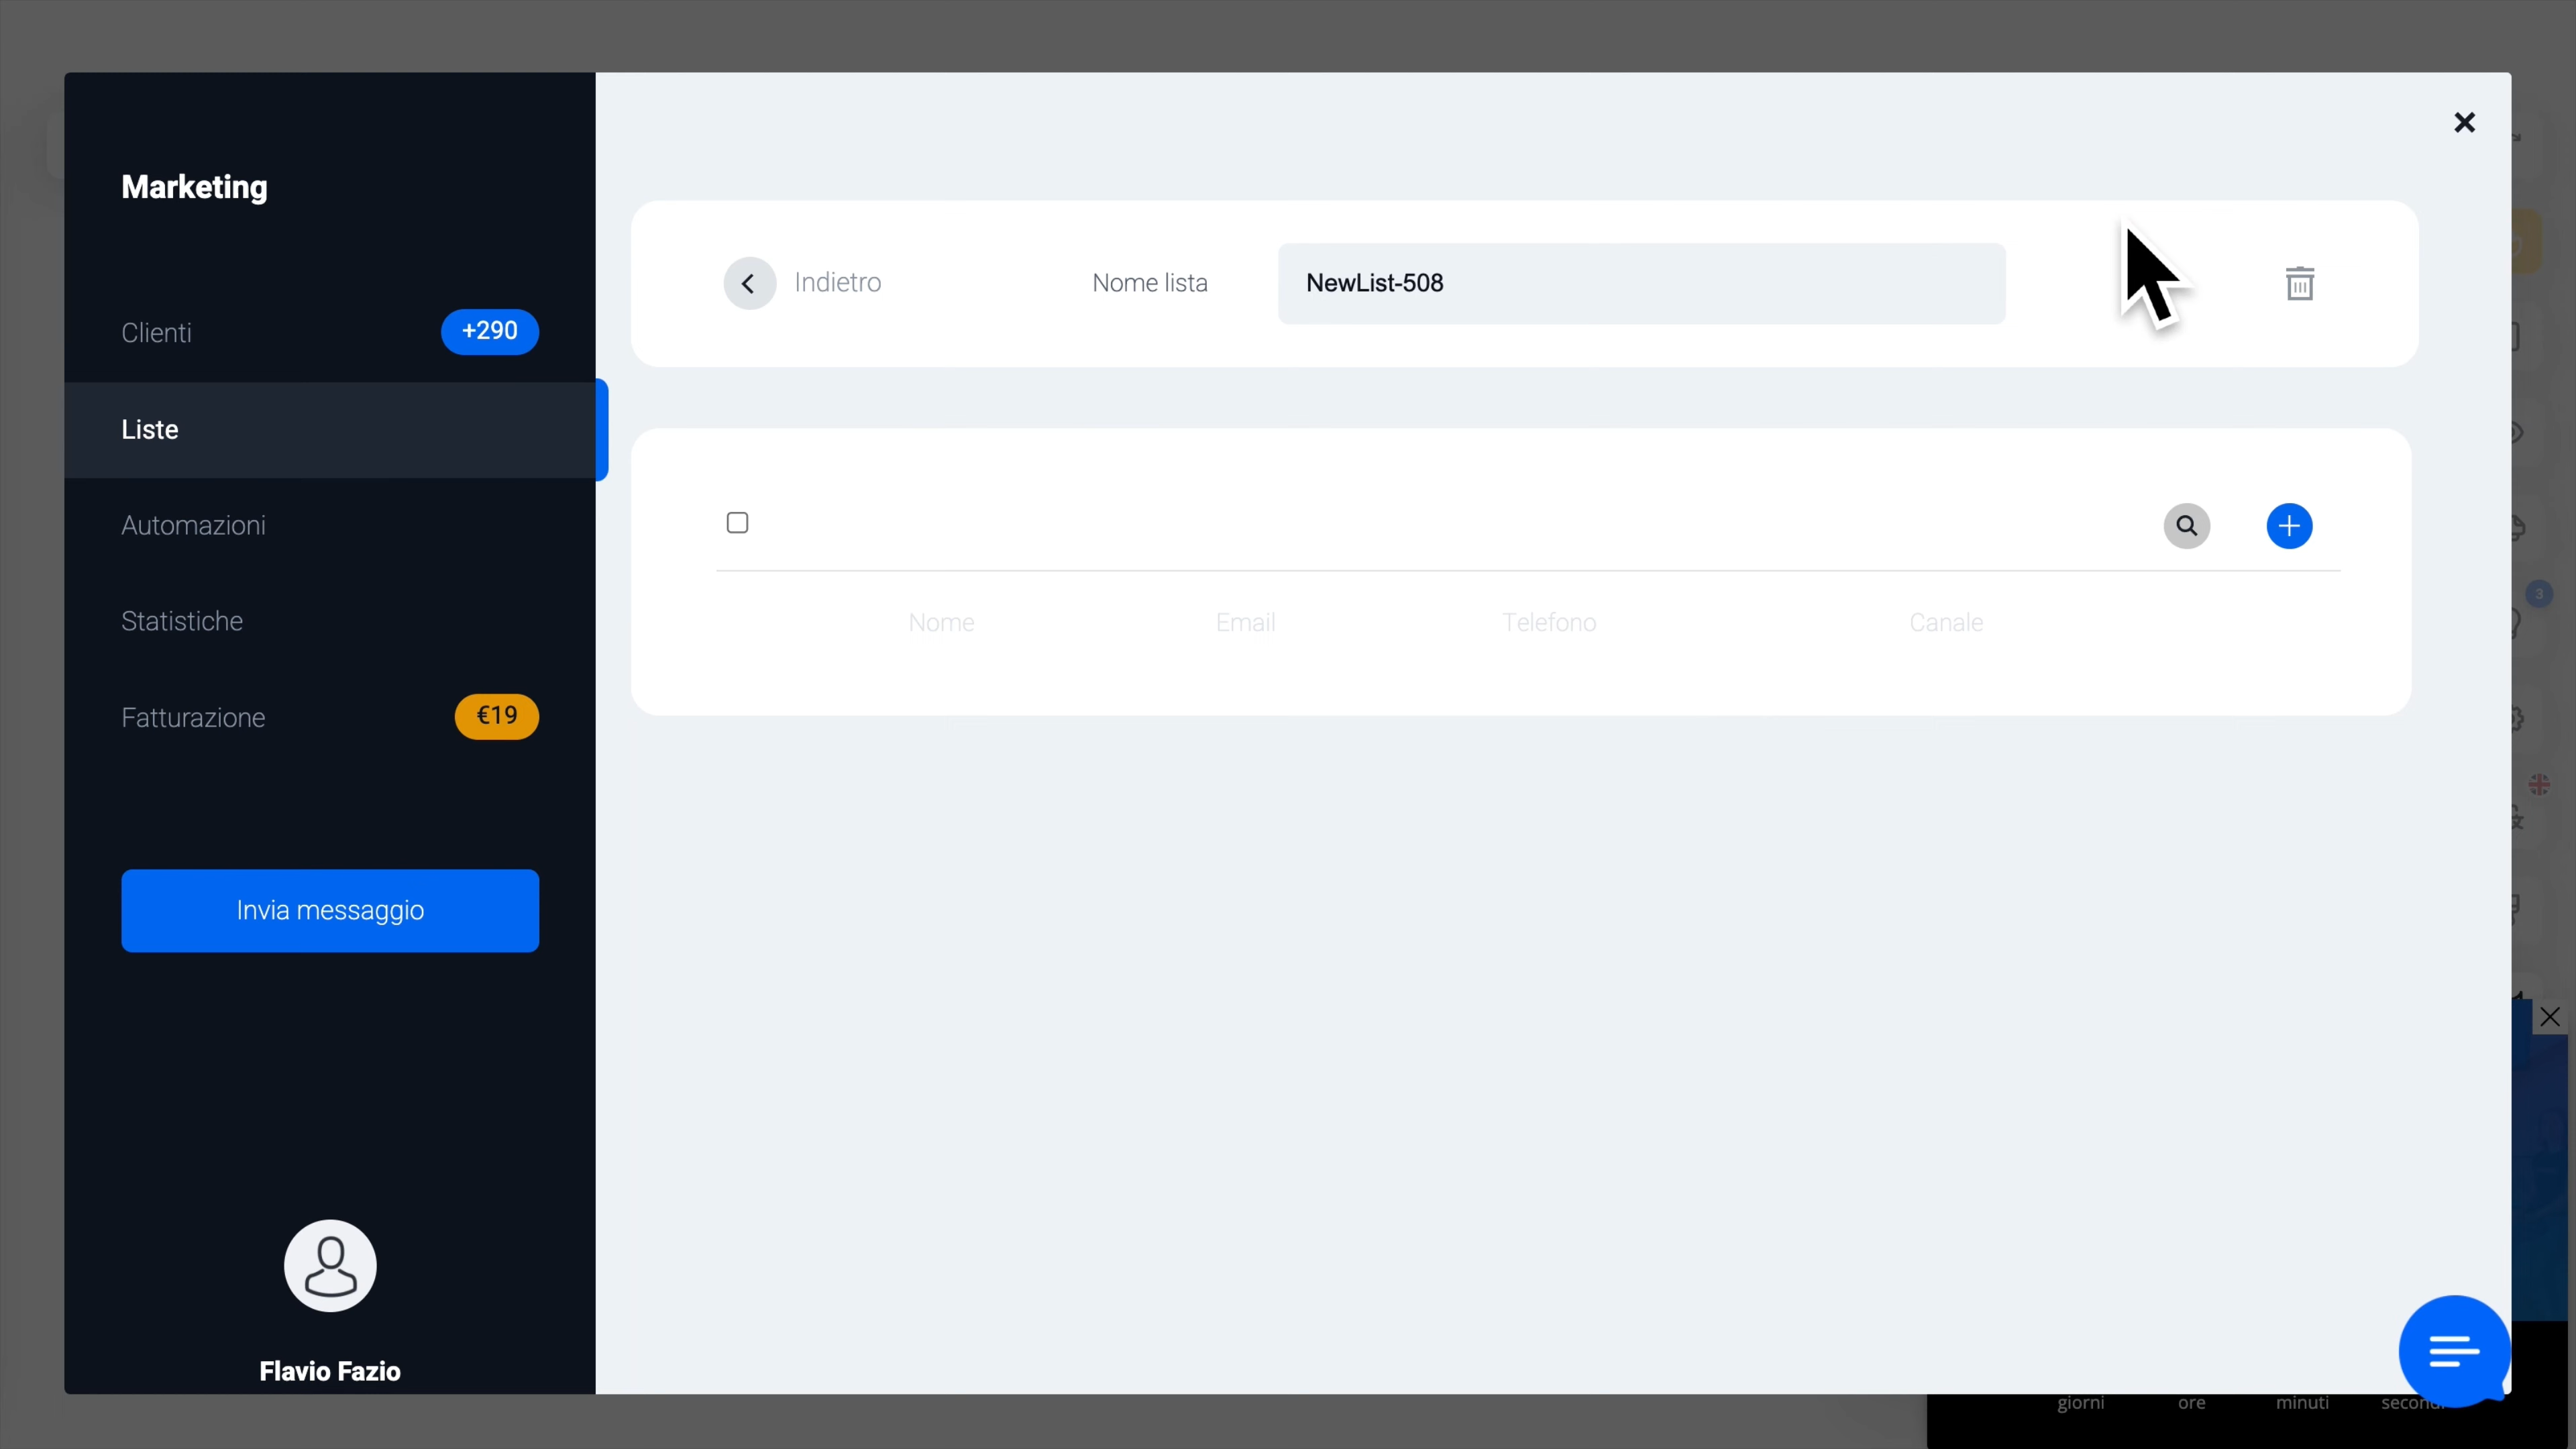 Marketing
Clienti +290
Liste
Automazioni
Statistiche
Fatturazione €19
Invia messaggio
Flavio Fazio
Indietro Nome lista NewList-508
Nome Email Telefono Canale
3
giorni ore minuti